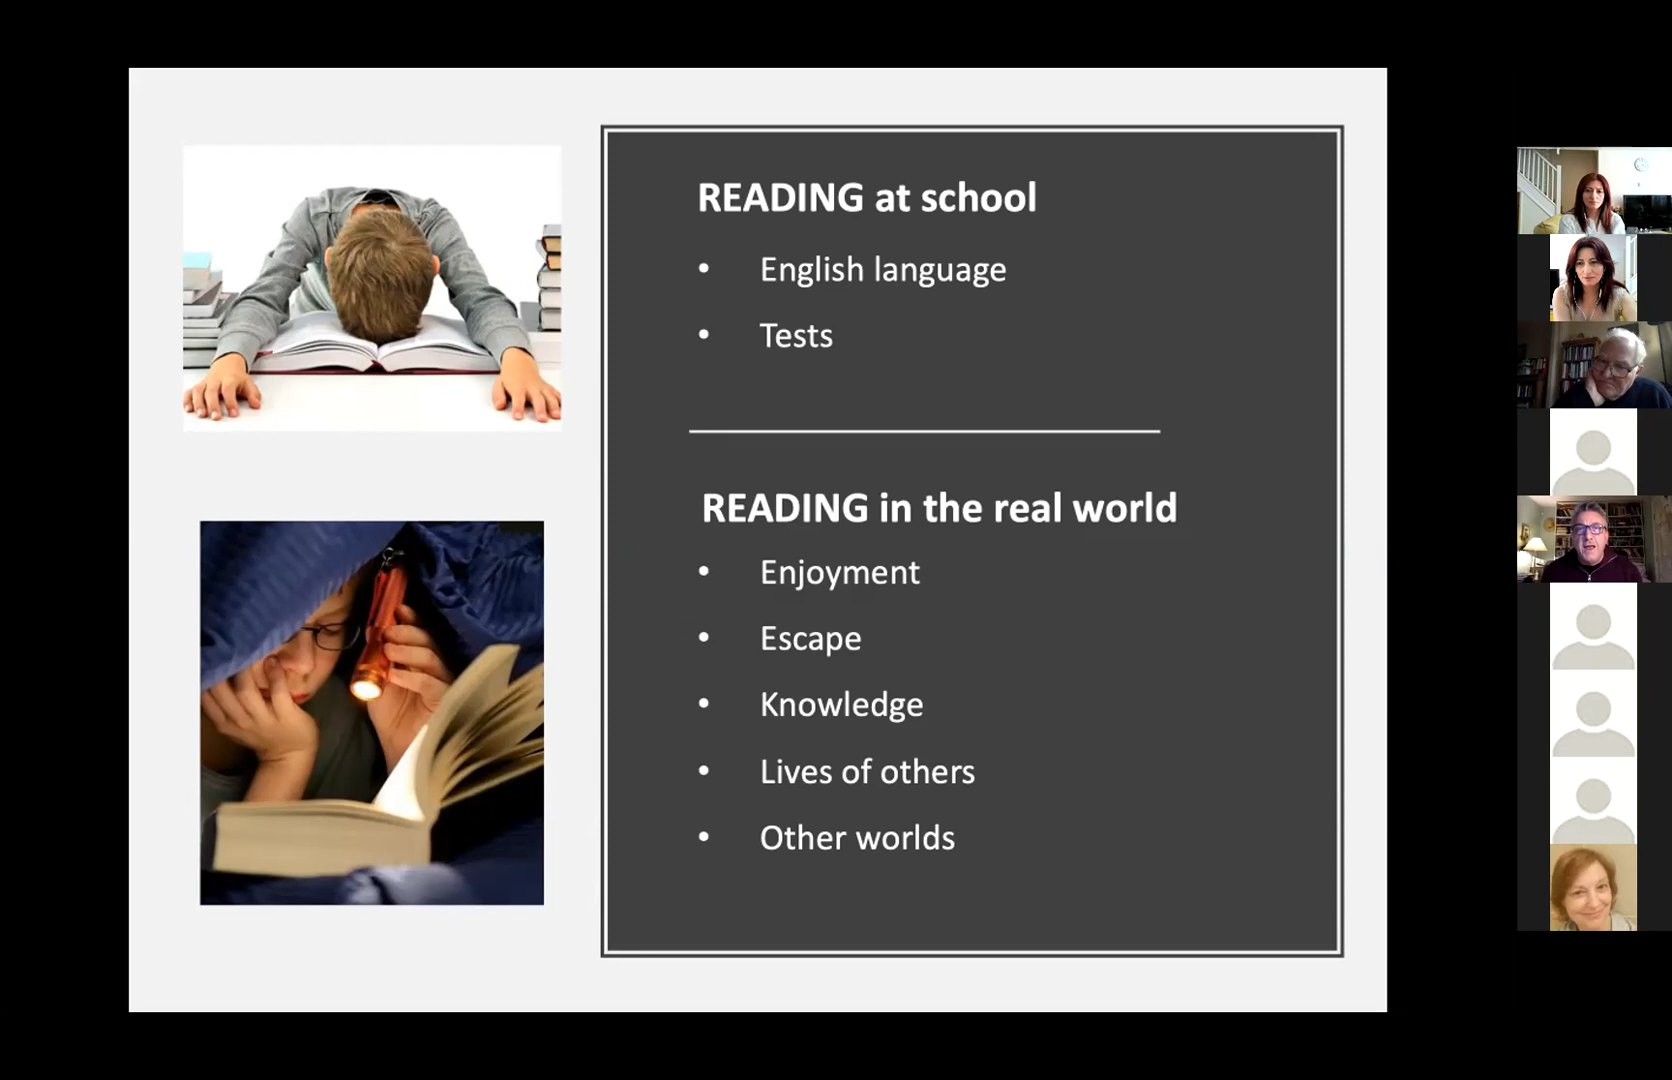 READING at school
• English language
• Tests
READING in the real world
• Enjoyment
• Escape
• Knowledge
• Lives of others
• Other worlds